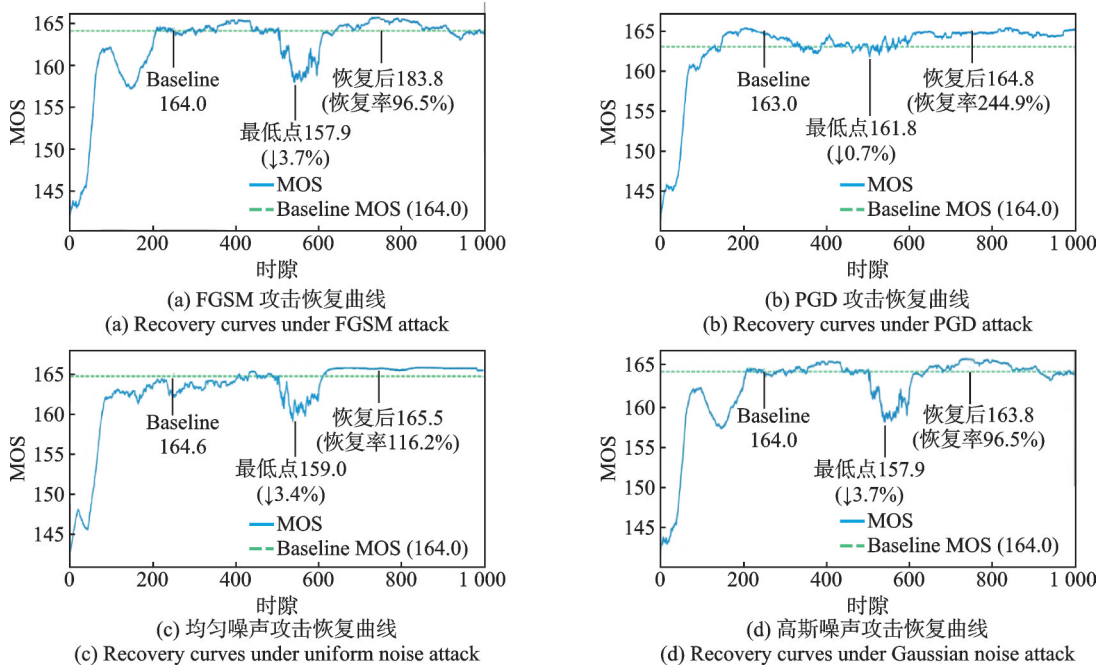 165
160
155
150
145
MOS
Baseline
164.0
恢复后183.8
(恢复率96.5%)
最低点157.9
(↓3.7%)
MOS
Baseline MOS (164.0)
0
200
400
600
800
1 000
时隙
(a) FGSM 攻击恢复曲线
(a) Recovery curves under FGSM attack
165
160
155
150
145
MOS
Baseline
163.0
恢复后164.8
(恢复率244.9%)
最低点161.8
(↓0.7%)
MOS
Baseline MOS (164.0)
0
200
400
600
800
1 000
时隙
(b) PGD 攻击恢复曲线
(b) Recovery curves under PGD attack
165
160
155
150
145
MOS
Baseline
164.6
恢复后165.5
(恢复率116.2%)
最低点159.0
(↓3.4%)
MOS
Baseline MOS (164.0)
0
200
400
600
800
1 000
时隙
(c) 均匀噪声攻击恢复曲线
(c) Recovery curves under uniform noise attack
165
160
155
150
145
MOS
Baseline
164.0
恢复后163.8
(恢复率96.5%)
最低点157.9
(↓3.7%)
MOS
Baseline MOS (164.0)
0
200
400
600
800
1 000
时隙
(d) 高斯噪声攻击恢复曲线
(d) Recovery curves under Gaussian noise attack